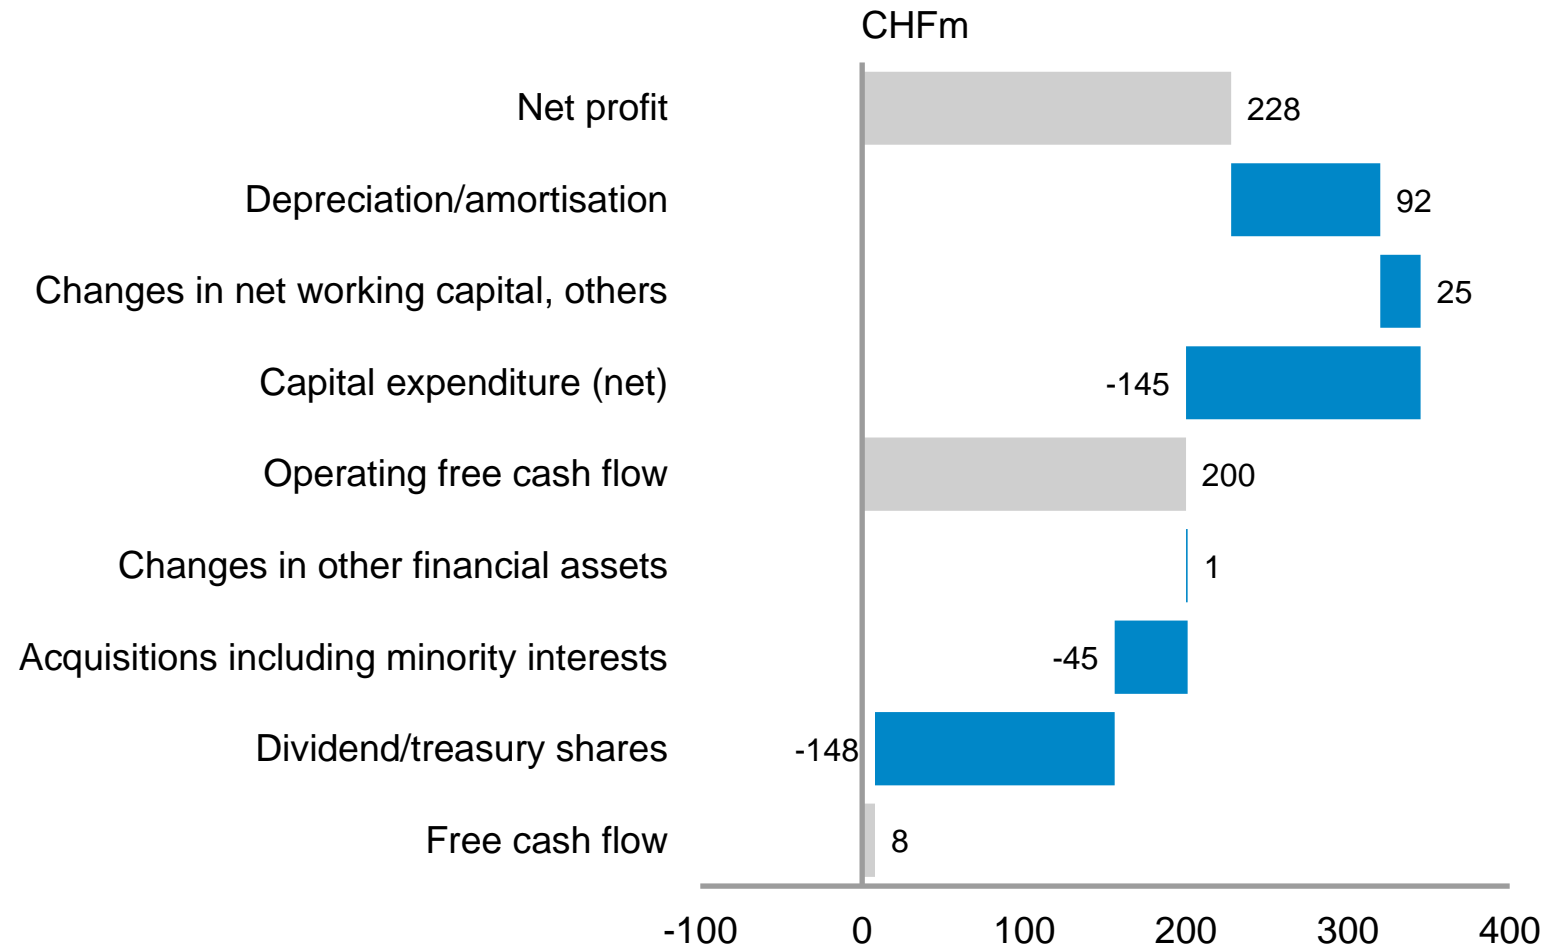 CHFm
Net profit 228
Depreciation/amortisation 92
Changes in net working capital, others 25
Capital expenditure (net) -145
Operating free cash flow 200
Changes in other financial assets 1
Acquisitions including minority interests -45
Dividend/treasury shares -148
Free cash flow 8
-100 0 100 200 300 400